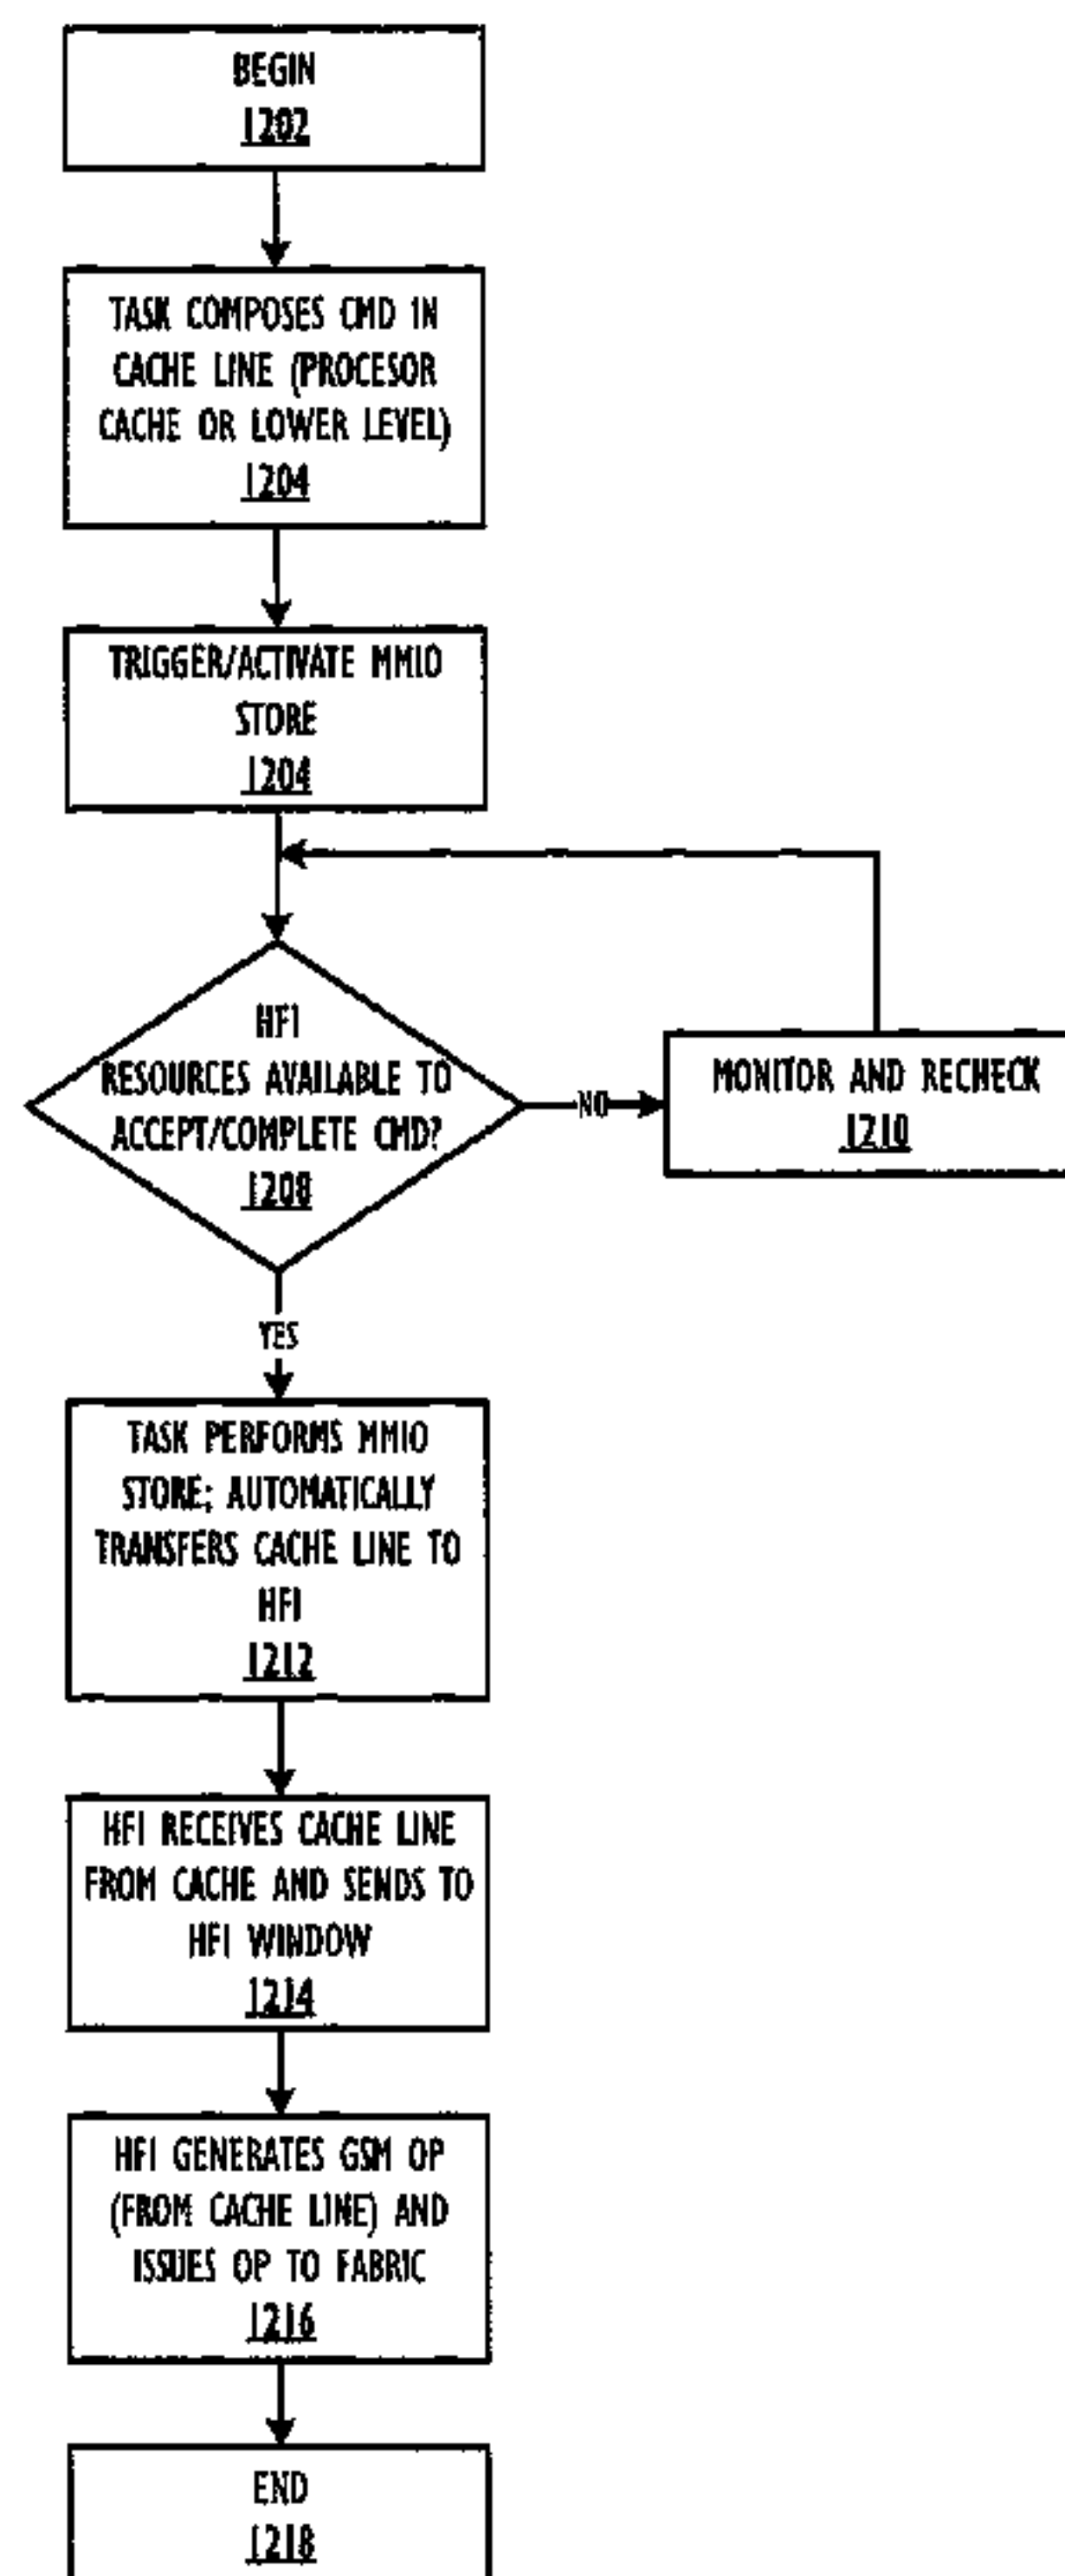 BEGIN
1202
TASK COMPOSES CMD IN
CACHE LINE (PROCESOR
CACHE OR LOWER LEVEL)
1204
TRIGGER/ACTIVATE MMIO
STORE
1204
HFI
RESOURCES AVAILABLE TO
ACCEPT/COMPLETE CMD?
1208
NO
MONITOR AND RECHECK
1210
YES
TASK PERFORMS MMIO
STORE; AUTOMATICALLY
TRANSFERS CACHE LINE TO
HFI
1212
HFI RECEIVES CACHE LINE
FROM CACHE AND SENDS TO
HFI WINDOW
1214
HFI GENERATES GSM OP
(FROM CACHE LINE) AND
ISSUES OP TO FABRIC
1216
END
1218